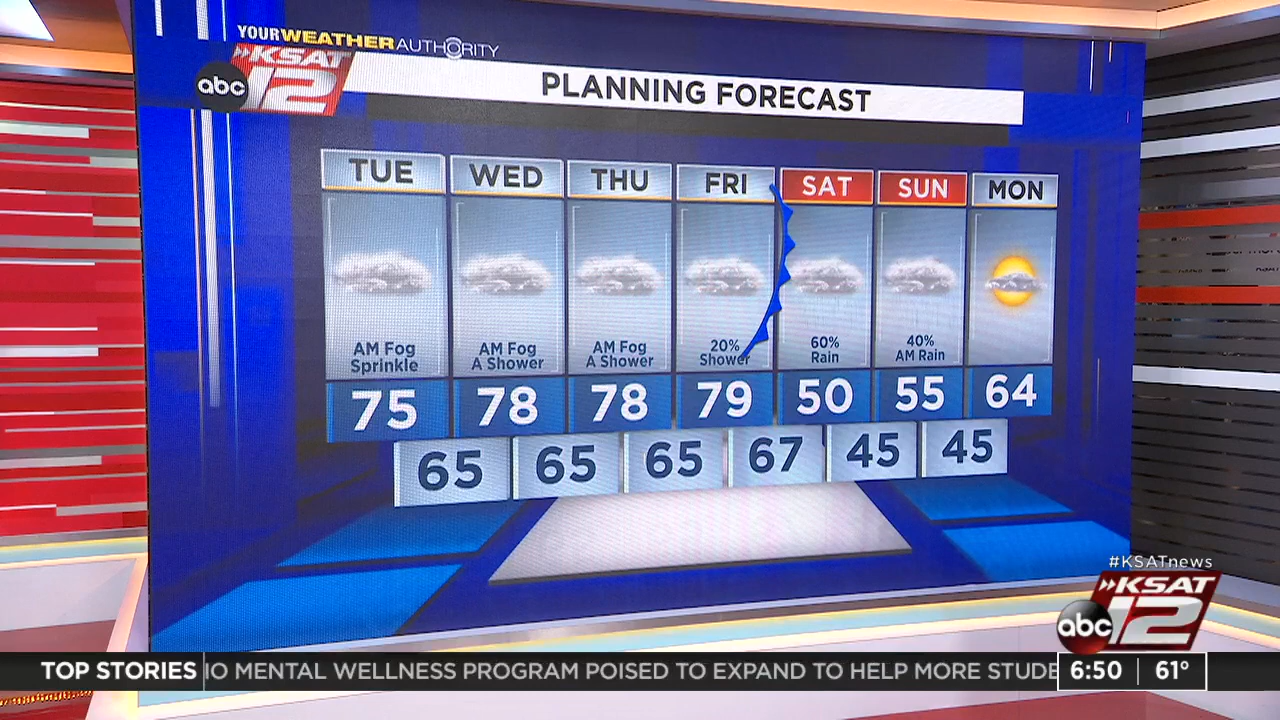 YOURWEATHERAUTHORITY
KSAT
abc 12
PLANNING FORECAST
TUE WED THU FRI SAT SUN MON
AM Fog
Sprinkle
AM Fog
A Shower
AM Fog
A Shower
20%
Shower
60%
Rain
40%
AM Rain
75 78 78 79 50 55 64
65 65 65 67 45 45
#KSATnews
KSAT
abc 12
TOP STORIES IO MENTAL WELLNESS PROGRAM POISED TO EXPAND TO HELP MORE STUDE 6:50 61°